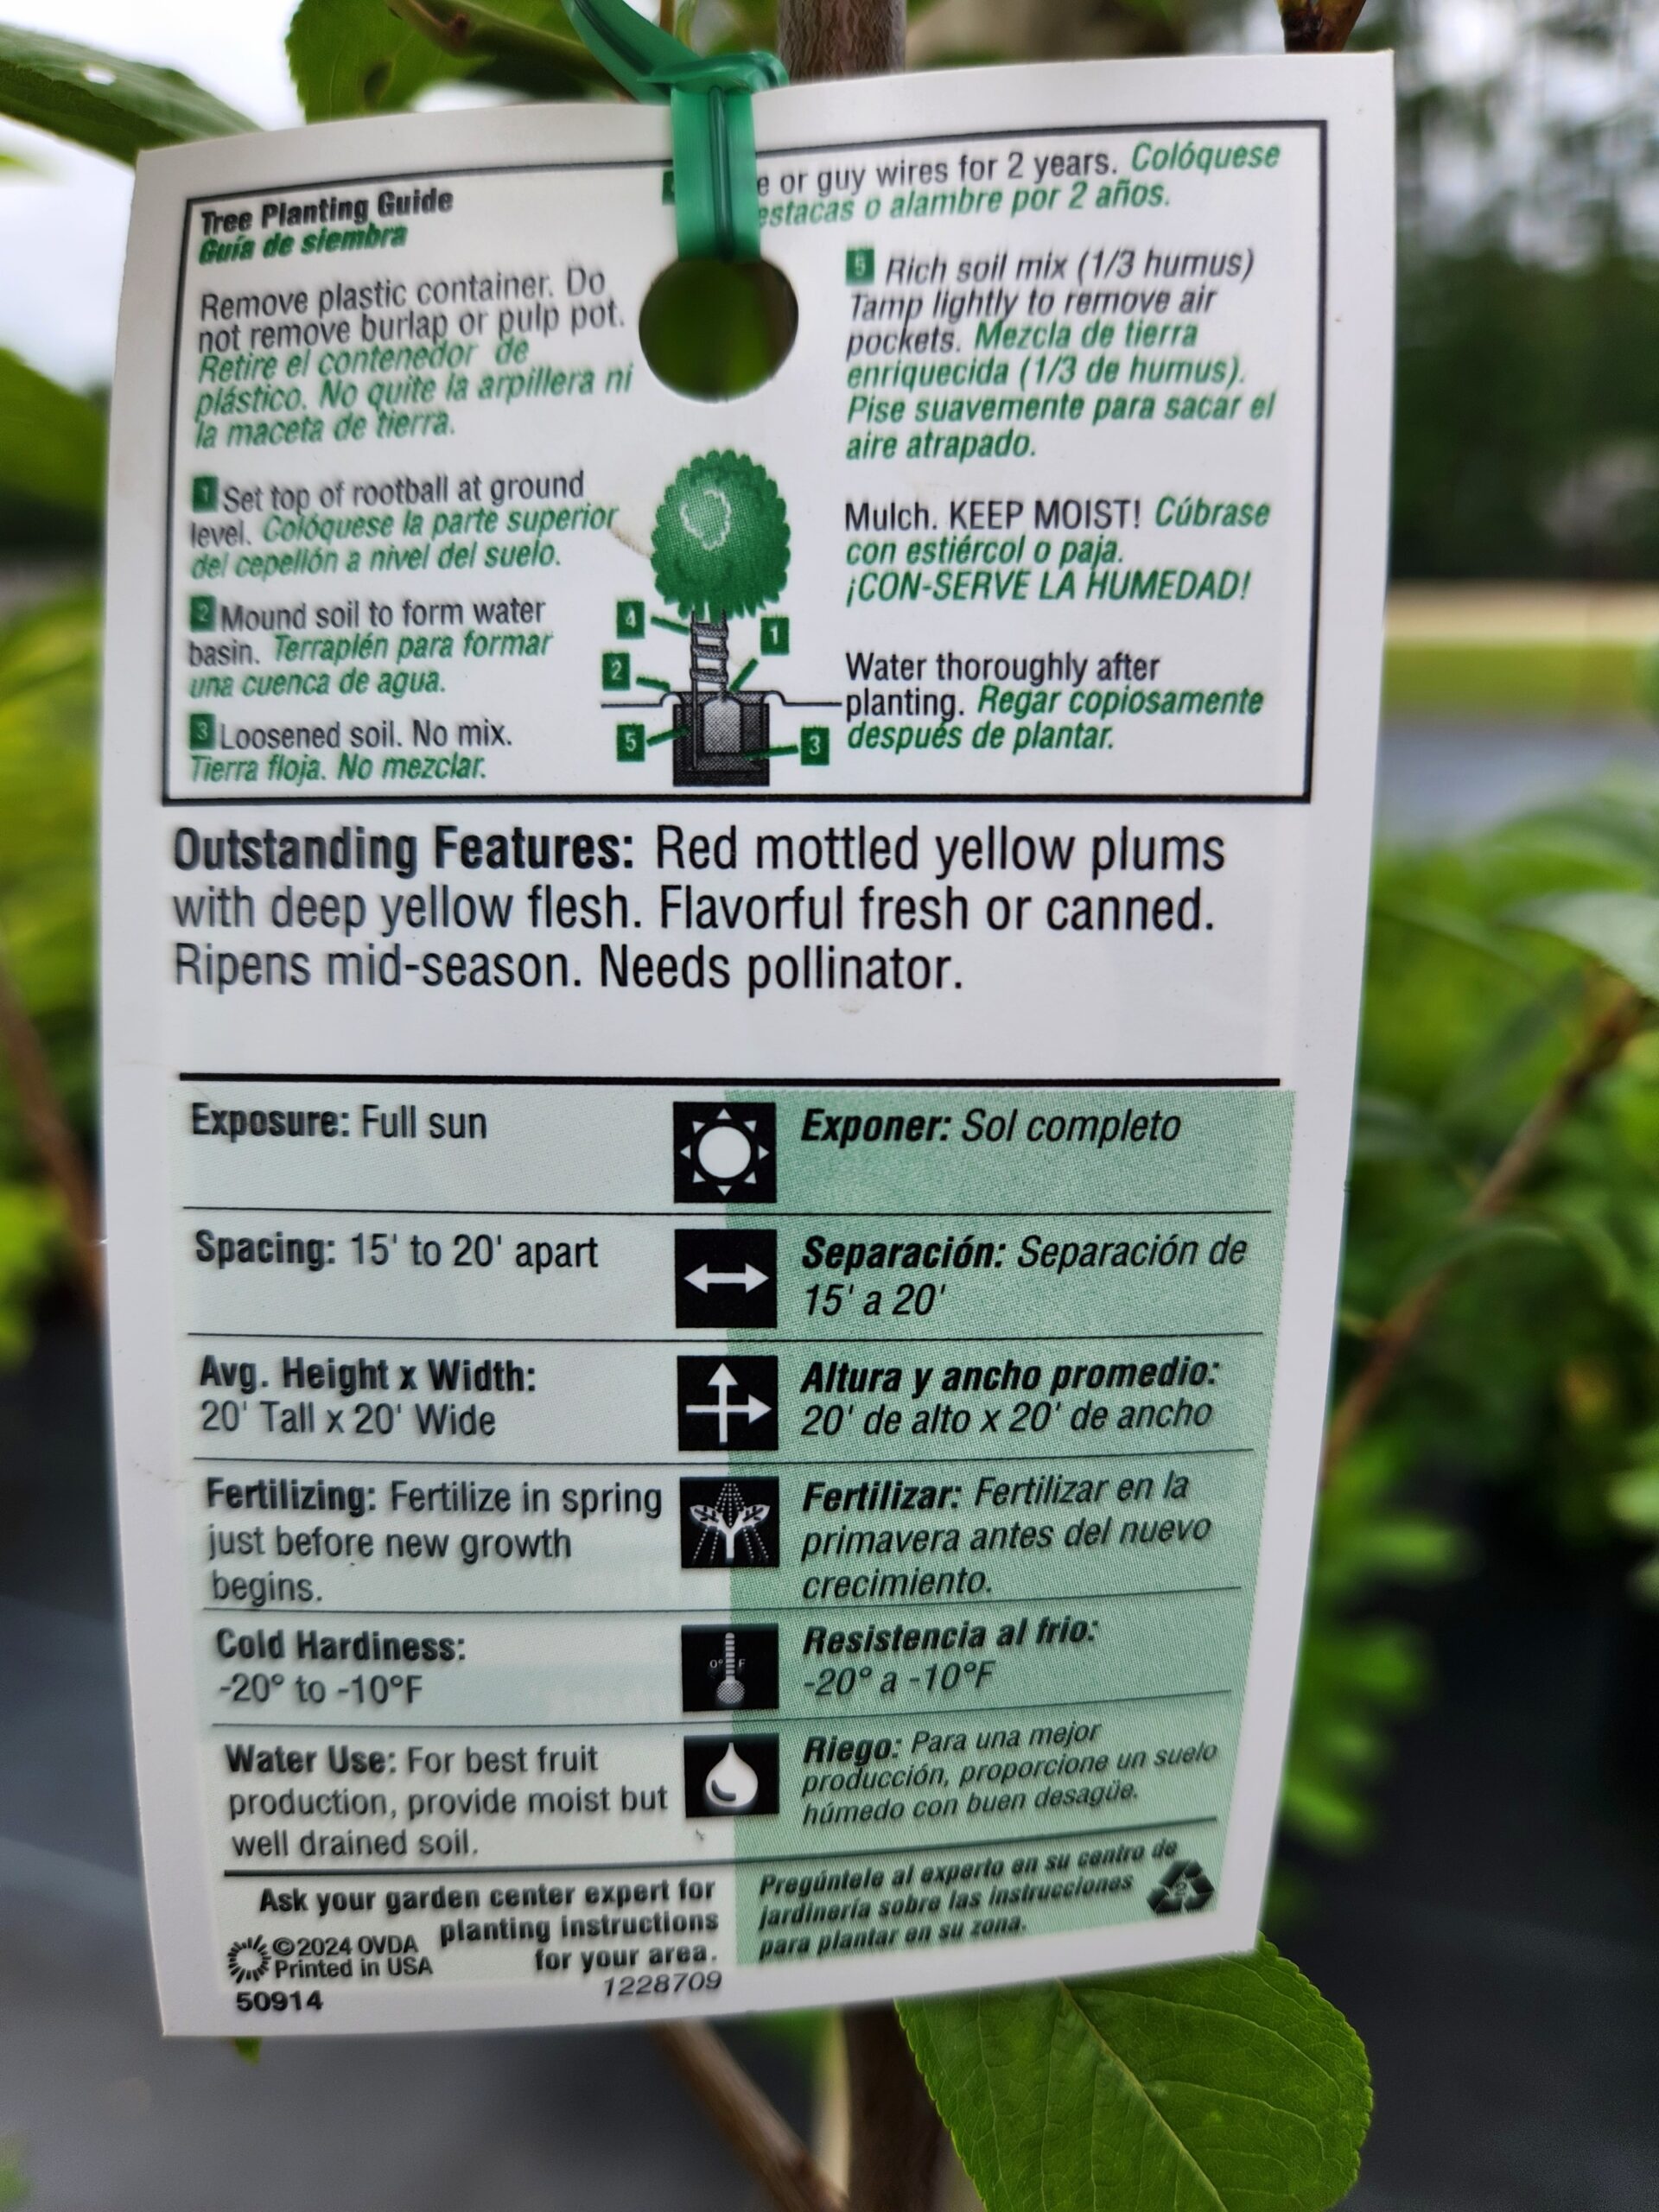 Tree Planting Guide
Guía de siembra
Remove plastic container. Do
not remove burlap or pulp pot.
Retire el contenedor de
plástico. No quite la arpillera ni
la maceta de tierra.
1 Set top of rootball at ground
level. Colóquese la parte superior
del cepellón a nivel del suelo.
2 Mound soil to form water
basin. Terraplén para formar
una cuenca de agua.
3 Loosened soil. No mix.
Tierra floja. No mezclar.
e or guy wires for 2 years. Colóquese
estacas o alambre por 2 años.
5 Rich soil mix (1/3 humus)
Tamp lightly to remove air
pockets. Mezcla de tierra
enriquecida (1/3 de humus).
Pise suavemente para sacar el
aire atrapado.
Mulch. KEEP MOIST! Cúbrase
con estiércol o paja.
¡CON-SERVE LA HUMEDAD!
Water thoroughly after
planting. Regar copiosamente
después de plantar.
4
1
2
5
3
Outstanding Features: Red mottled yellow plums
with deep yellow flesh. Flavorful fresh or canned.
Ripens mid-season. Needs pollinator.
Exposure: Full sun
Exponer: Sol completo
Spacing: 15' to 20' apart
Separación: Separación de
15' a 20'
Avg. Height x Width:
20' Tall x 20' Wide
Altura y ancho promedio:
20' de alto x 20' de ancho
Fertilizing: Fertilize in spring
just before new growth
begins.
Fertilizar: Fertilizar en la
primavera antes del nuevo
crecimiento.
Cold Hardiness:
-20° to -10°F
0° F
Resistencia al frio:
-20° a -10°F
Water Use: For best fruit
production, provide moist but
well drained soil.
Riego: Para una mejor
producción, proporcione un suelo
húmedo con buen desagüe.
Ask your garden center expert for
planting instructions
for your area.
©2024 OVDA
Printed in USA
50914
1228709
Pregúntele al experto en su centro de
jardinería sobre las instrucciones
para plantar en su zona.